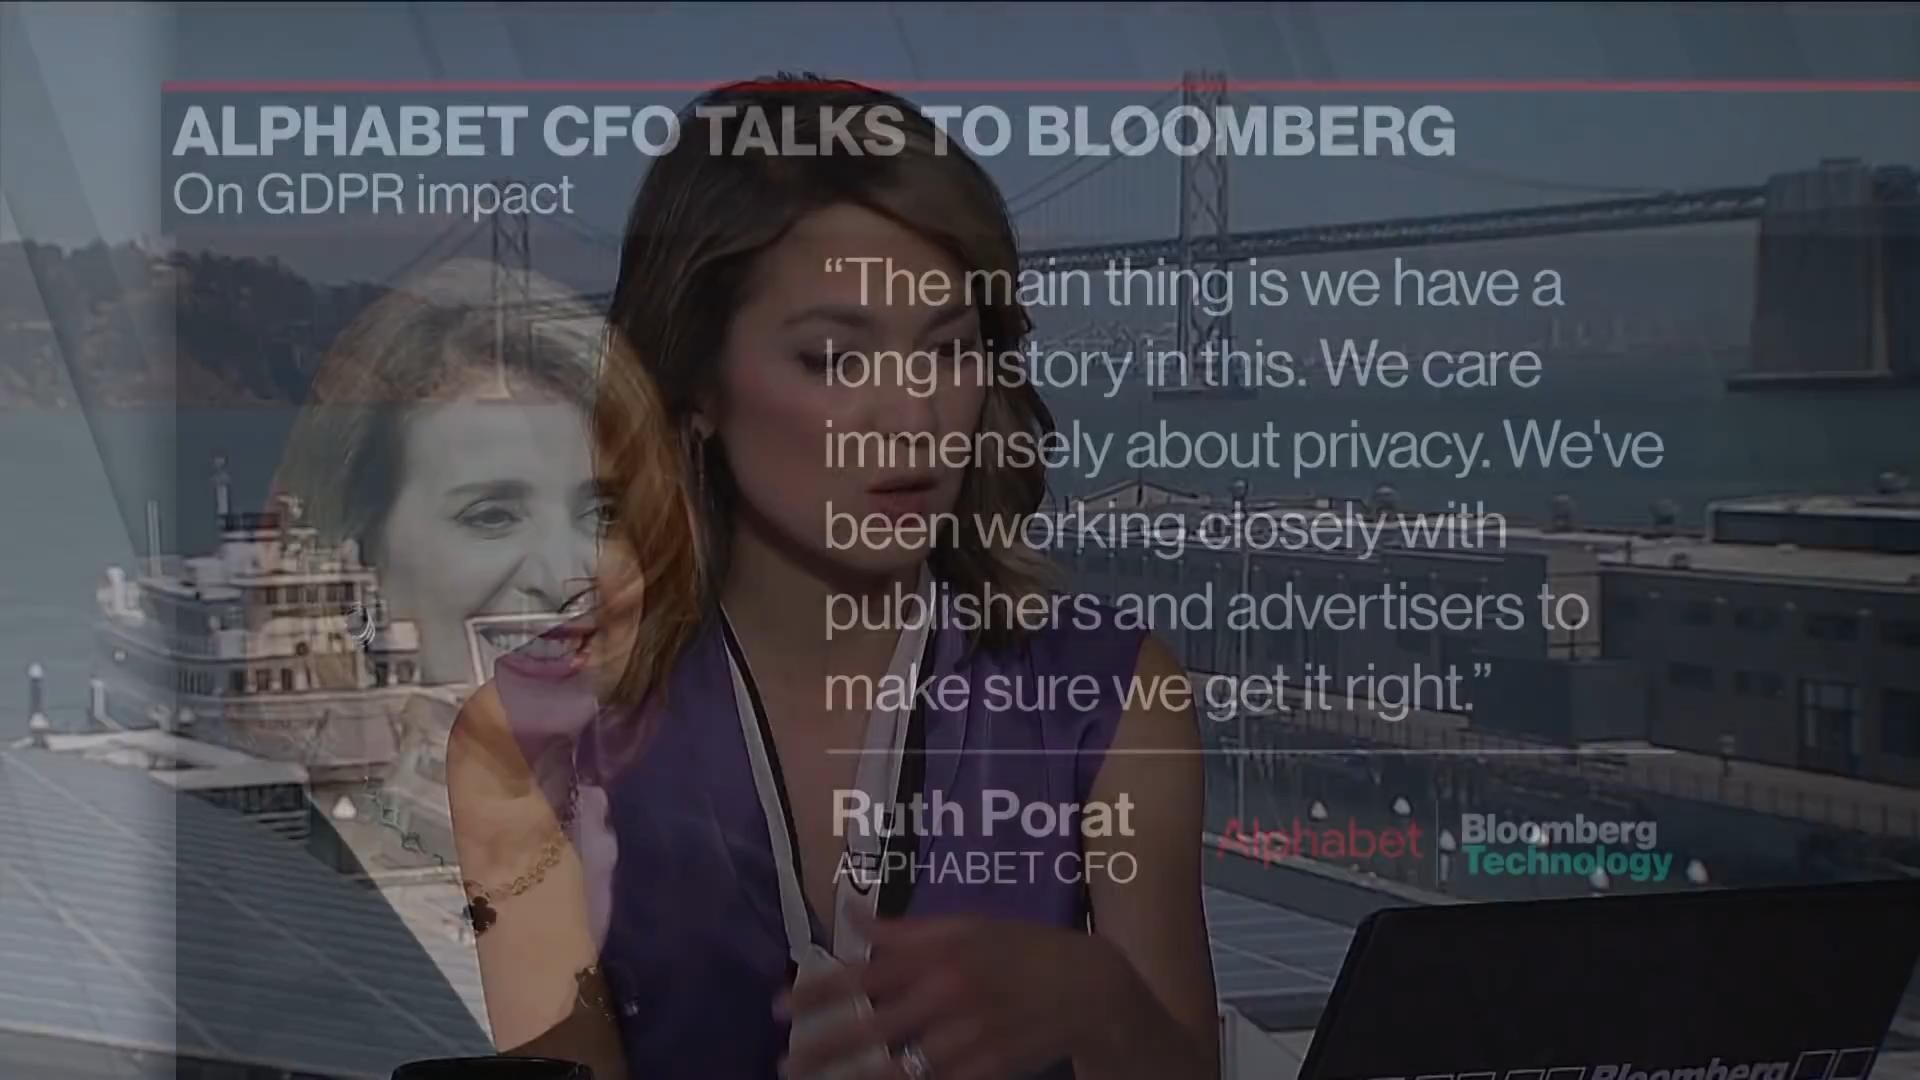 ALPHABET CFO TALKS TO BLOOMBERG
On GDPR impact
“The main thing is we have a
long history in this. We care
immensely about privacy. We've
been working closely with
publishers and advertisers to
make sure we get it right.”
Ruth Porat
ALPHABET CFO
Alphabet
Bloomberg
Technology
Bloomberg